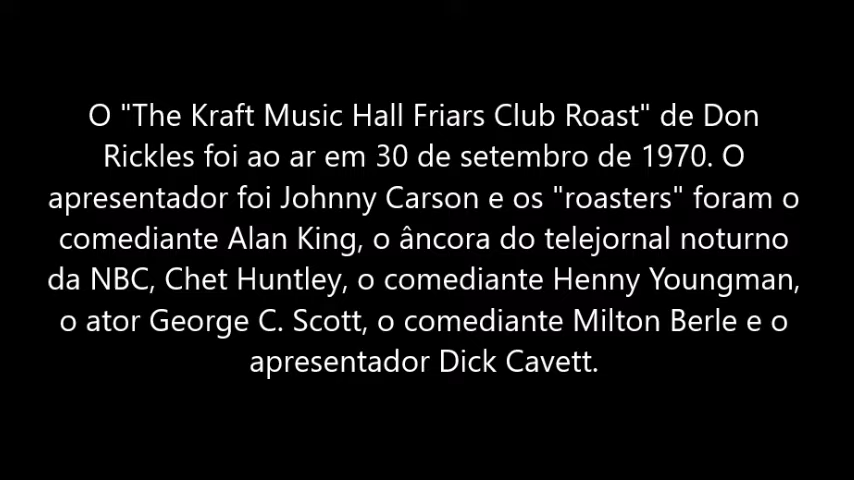 O "The Kraft Music Hall Friars Club Roast" de Don
Rickles foi ao ar em 30 de setembro de 1970. O
apresentador foi Johnny Carson e os "roasters" foram o
comediante Alan King, o âncora do telejornal noturno
da NBC, Chet Huntley, o comediante Henny Youngman,
o ator George C. Scott, o comediante Milton Berle e o
apresentador Dick Cavett.